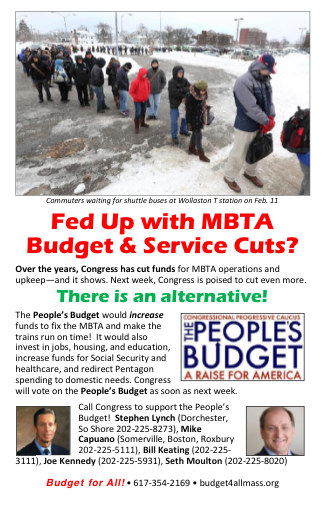 Commuters waiting for shuttle buses at Wollaston T station on Feb. 11
Fed Up with MBTA
Budget & Service Cuts?
Over the years, Congress has cut funds for MBTA operations and
upkeep—and it shows. Next week, Congress is poised to cut even more.
There is an alternative!
The People's Budget would increase
funds to fix the MBTA and make the
trains run on time!  It would also
invest in jobs, housing, and education,
increase funds for Social Security and
healthcare, and redirect Pentagon
spending to domestic needs. Congress
will vote on the People's Budget as soon as next week.
CONGRESSIONAL PROGRESSIVE CAUCUS
THE PEOPLE'S
BUDGET
A RAISE FOR AMERICA
Call Congress to support the People's
Budget!  Stephen Lynch (Dorchester,
So Shore 202-225-8273), Mike
Capuano (Somerville, Boston, Roxbury
202-225-5111), Bill Keating (202-225-
3111), Joe Kennedy (202-225-5931), Seth Moulton (202-225-8020)
Budget for All! • 617-354-2169 • budget4allmass.org